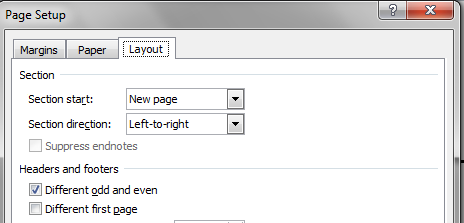 Page Setup
Margins Paper Layout
Section
Section start: New page
Section direction: Left-to-right
Suppress endnotes
Headers and footers
Different odd and even
Different first page